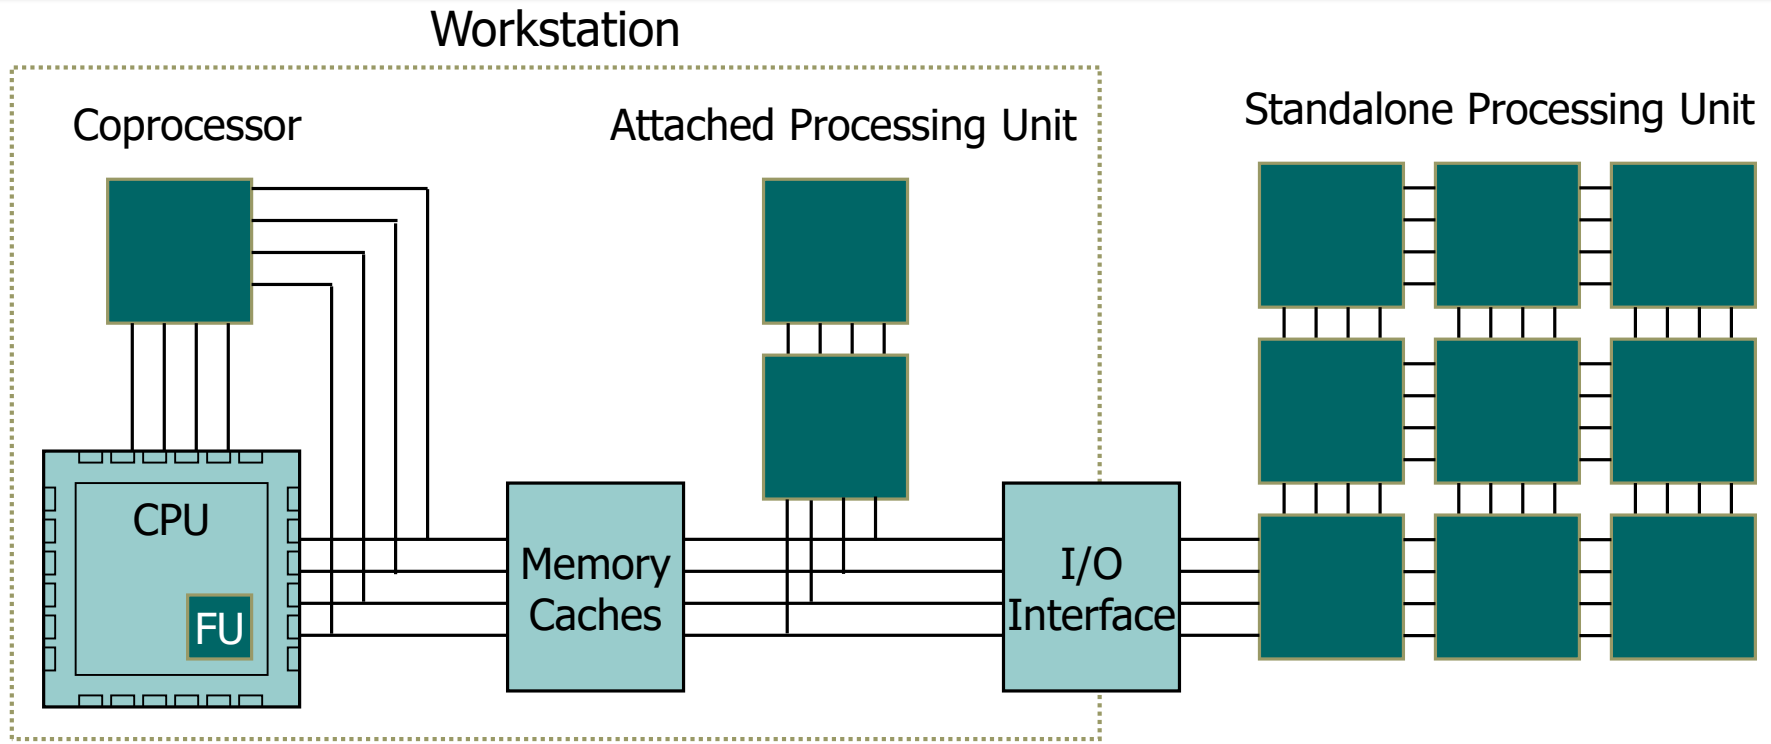 Workstation
Coprocessor
Attached Processing Unit
Standalone Processing Unit
CPU
FU
Memory
Caches
I/O
Interface